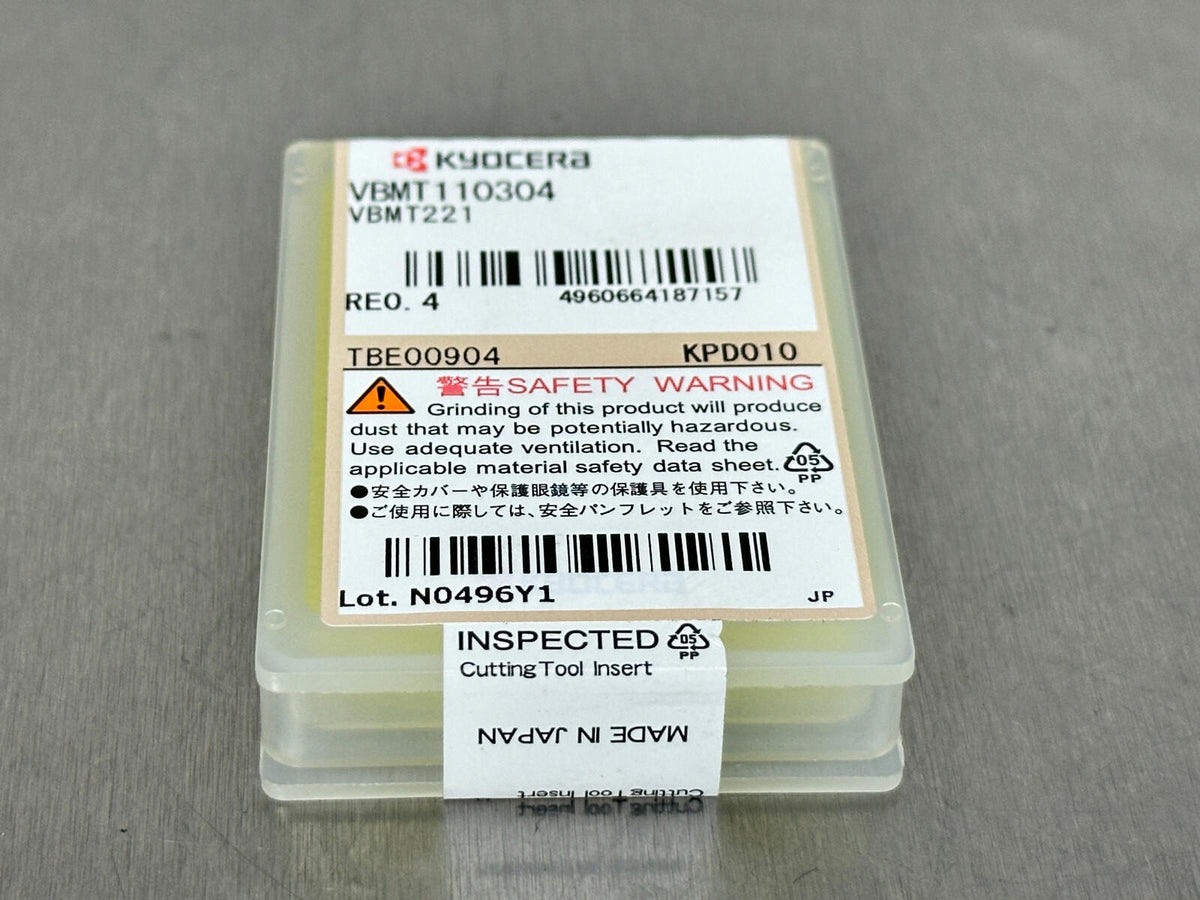 KYOCERA
VBMT110304
VBMT221
RE0.4
4960664187157
TBE00904 KPD010
警告SAFETY WARNING
Grinding of this product will produce
dust that may be potentially hazardous.
Use adequate ventilation. Read the
applicable material safety data sheet.
05
PP
●安全カバーや保護眼鏡等の保護具を使用下さい。
●ご使用に際しては、安全パンフレットをご参照下さい。
Lot. N0496Y1
JP
INSPECTED
05
PP
Cutting Tool Insert
MADE IN JAPAN
Cutting Tool Insert